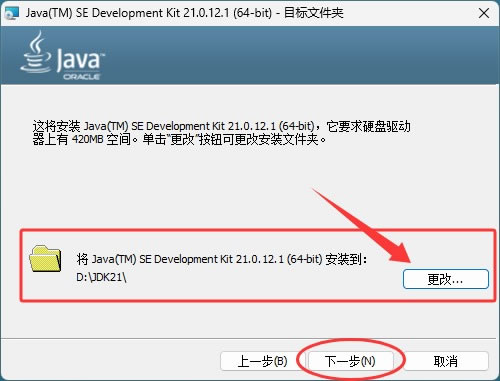 Java(TM) SE Development Kit 21.0.12.1 (64-bit) - 目标文件夹
Java
ORACLE
这将安装 Java(TM) SE Development Kit 21.0.12.1 (64-bit)，它要求硬盘驱动
器上有 420MB 空间。单击“更改”按钮可更改安装文件夹。
将 Java(TM) SE Development Kit 21.0.12.1 (64-bit) 安装到：
D:\JDK21\
更改...
上一步(B)
下一步(N)
取消